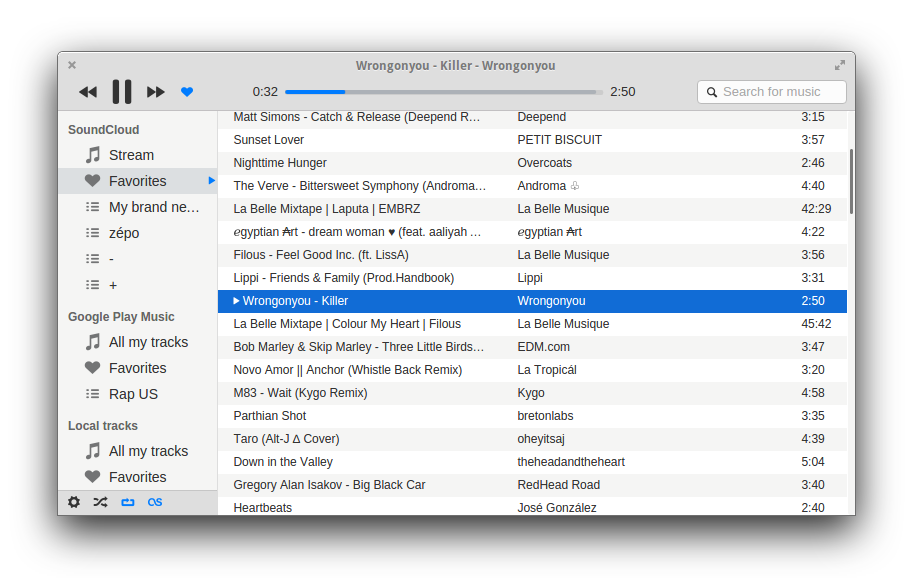 Wrongonyou - Killer - Wrongonyou
0:32 2:50 Search for music
SoundCloud
Stream
Favorites
My brand ne...
zépo
-
+
Google Play Music
All my tracks
Favorites
Rap US
Local tracks
All my tracks
Favorites
Matt Simons - Catch & Release (Deepend R... Deepend 3:15
Sunset Lover PETIT BISCUIT 3:57
Nighttime Hunger Overcoats 2:46
The Verve - Bittersweet Symphony (Androma... Androma ♧ 4:40
La Belle Mixtape | Laputa | EMBRZ La Belle Musique 42:29
ℯgyptian ₳rt - dream woman ♥ (feat. aaliyah ... ℯgyptian ₳rt 4:22
Filous - Feel Good Inc. (ft. LissA) La Belle Musique 3:56
Lippi - Friends & Family (Prod.Handbook) Lippi 3:31
Wrongonyou - Killer Wrongonyou 2:50
La Belle Mixtape | Colour My Heart | Filous La Belle Musique 45:42
Bob Marley & Skip Marley - Three Little Birds... EDM.com 3:47
Novo Amor || Anchor (Whistle Back Remix) La Tropicál 3:20
M83 - Wait (Kygo Remix) Kygo 4:58
Parthian Shot bretonlabs 3:35
Taro (Alt-J ∆ Cover) oheyitsaj 4:39
Down in the Valley theheadandtheheart 5:04
Gregory Alan Isakov - Big Black Car RedHead Road 3:40
Heartbeats José González 2:40